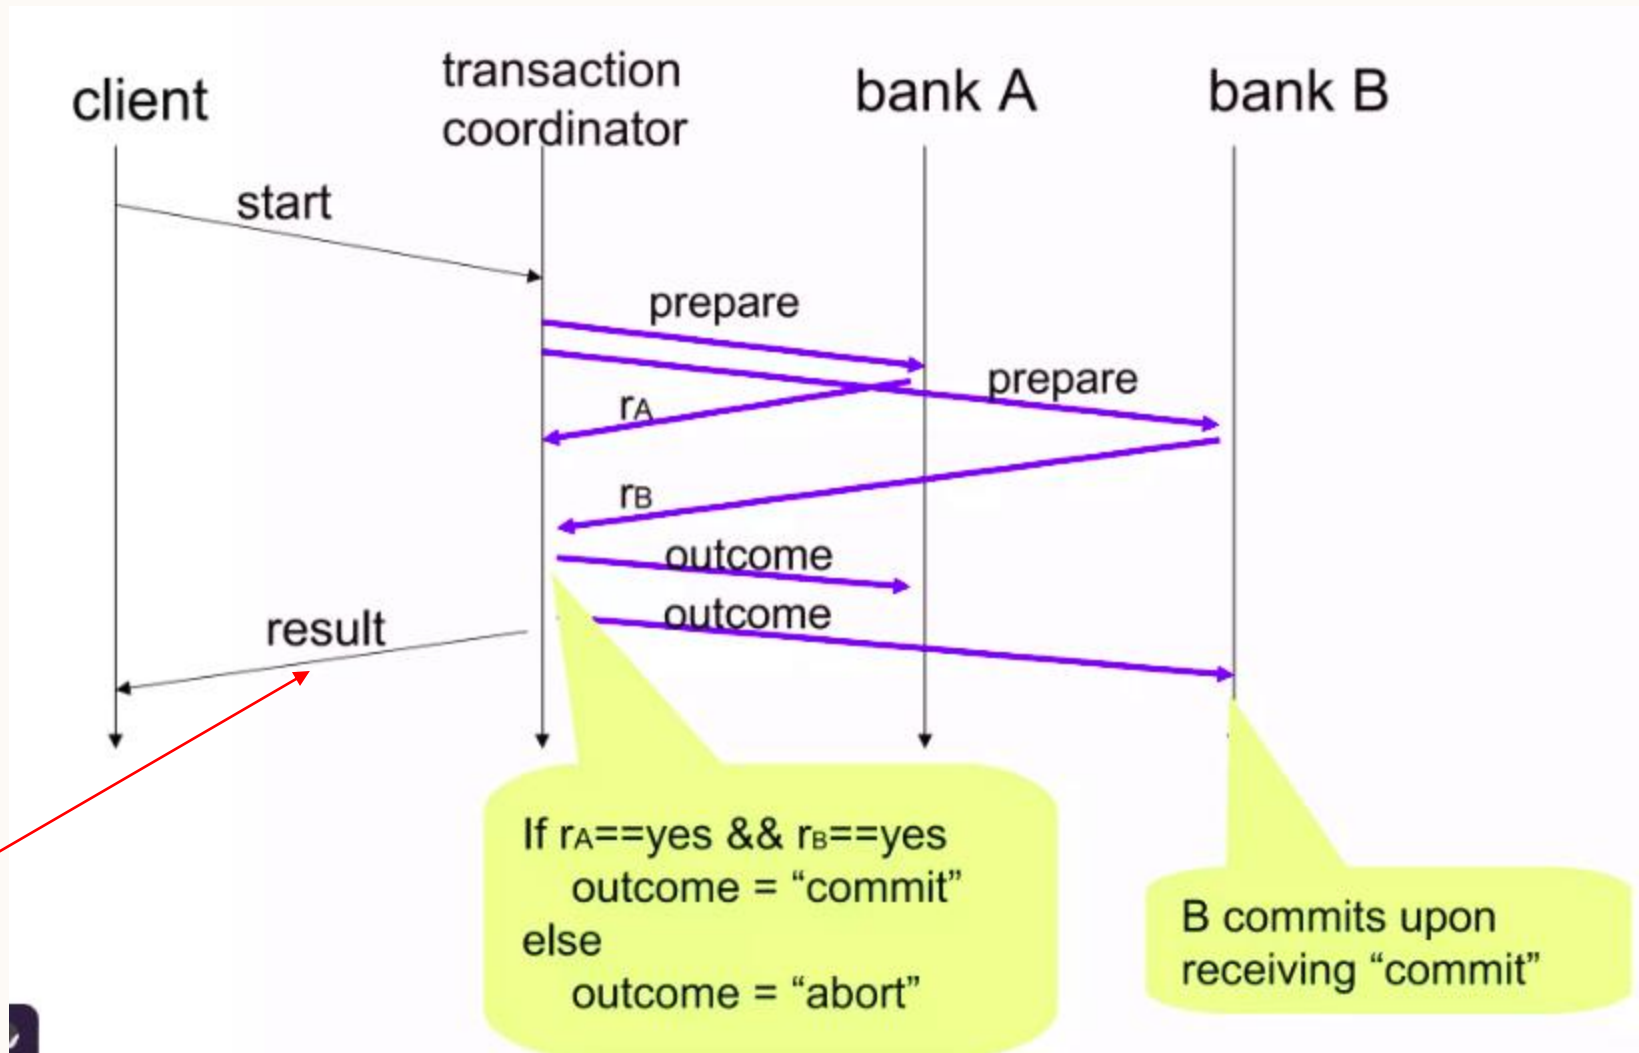 client
transaction
coordinator
bank A
bank B
start
prepare
prepare
rA
rB
outcome
outcome
result
If rA==yes && rB==yes
outcome = “commit”
else
outcome = “abort”
B commits upon
receiving “commit”